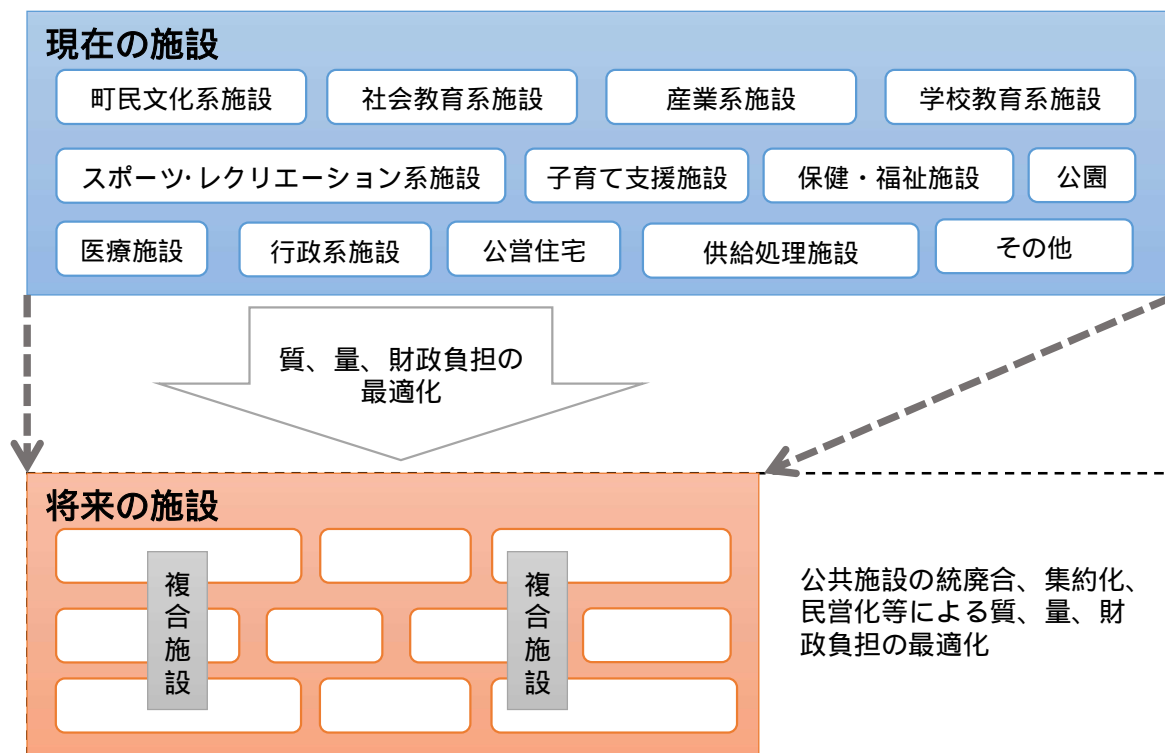 現在の施設
町民文化系施設
社会教育系施設
産業系施設
学校教育系施設
スポーツ・レクリエーション系施設
子育て支援施設
保健・福祉施設
公園
医療施設
行政系施設
公営住宅
供給処理施設
その他
質、量、財政負担の
最適化
将来の施設
複合施設
複合施設
公共施設の統廃合、集約化、
民営化等による質、量、財
政負担の最適化